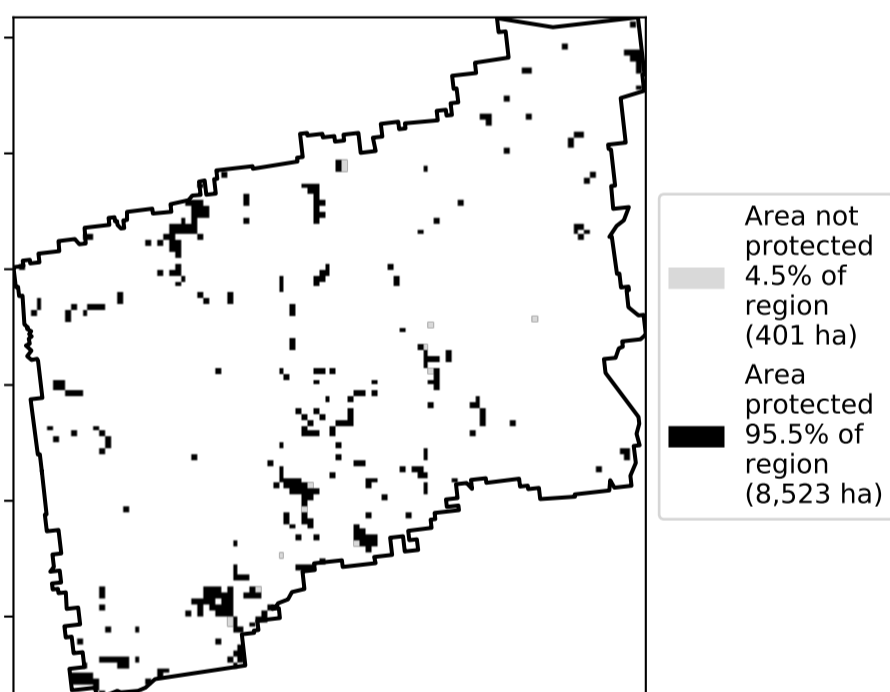 Area not
protected
4.5% of
region
(401 ha)
Area
protected
95.5% of
region
(8,523 ha)